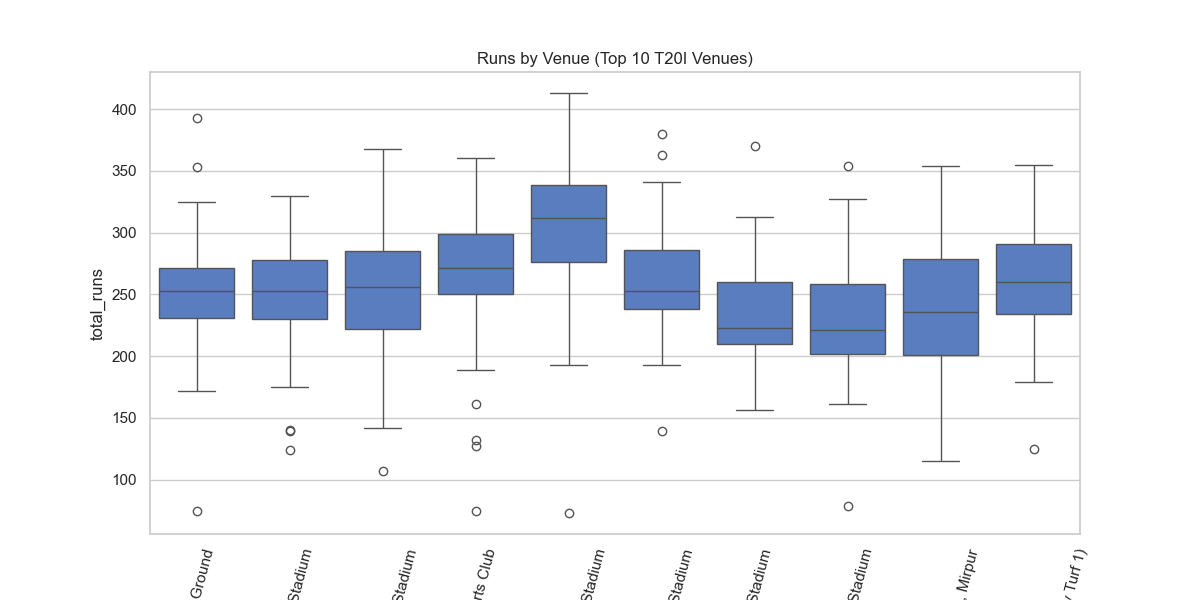 Runs by Venue (Top 10 T20I Venues)
total_runs
400
350
300
250
200
150
100
Ground
Stadium
Stadium
rts Club
Stadium
Stadium
Stadium
Stadium
, Mirpur
y Turf 1)